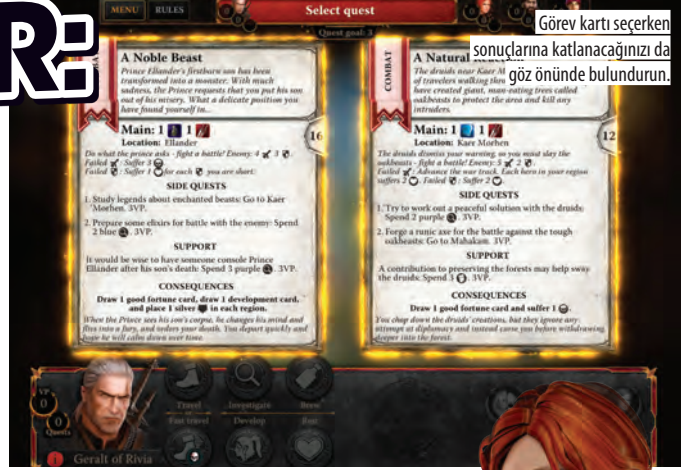 R:
MENU
RULES
Select quest
Quest goal: 3
Görev kartı seçerken
sonuçlarına katlanacağınızı da
göz önünde bulundurun.
A Noble Beast
Prince Ellander's firstborn son has been
transformed into a monster. With much
sadness, the Prince requests that you put his son
out of his misery. What a delicate position you
have found yourself in...
Main: 1 1
16
Location: Ellander
Do what the prince asks - fight a battle! Enemy: 4 3 .
Failed : Suffer 3 .
Failed : Suffer 1 for each you are short.
SIDE QUESTS
1. Study legends about enchanted beasts: Go to Kaer
Morhen. 3VP.
2. Prepare some elixirs for battle with the enemy: Spend
2 blue . 3VP.
SUPPORT
It would be wise to have someone console Prince
Ellander after his son's death: Spend 3 purple . 3VP.
CONSEQUENCES
Draw 1 good fortune card, draw 1 development card,
and place 1 silver in each region.
When the Prince sees his son's corpse, he changes his mind and
flies into a fury, and orders your death. You depart quickly and
hope he will calm down over time.
COMBAT
A Natural
The druids near Kaer M
of travelers walking thro
have created giant, man-eating trees called
oakbeasts to protect the area and kill any
intruders.
Main: 1 1
12
Location: Kaer Morhen
The druids dismiss your warning, so you must slay the
oakbeasts - fight a battle! Enemy: 5 2 .
Failed : Advance the war track. Each hero in your region
suffers 2 . Failed : Suffer 2 .
SIDE QUESTS
1. Try to work out a peaceful solution with the druids:
Spend 2 purple . 3VP.
2. Forge a runic axe for the battle against the tough
oakbeasts: Go to Mahakam. 3VP.
SUPPORT
A contribution to preserving the forests may help sway
the druids: Spend 3 . 3VP.
CONSEQUENCES
Draw 1 good fortune card and suffer 1 .
You chop down the druids' creations, but they ignore any
attempt at diplomacy and instead curse you before withdrawing
deeper into the forest.
VP
0
0
Quests
1 Geralt of Rivia
Travel
Investigate
Brew
Fast travel
Develop
Rest